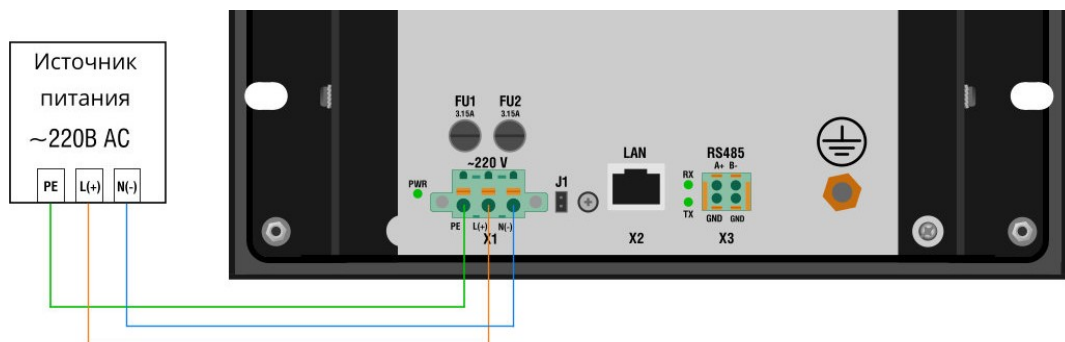 Источник
питания
~220В AC
PE L(+) N(-)
FU1 FU2
3.15A 3.15A
~220 V
PWR
PE L(+) N(-)
X1
J1
LAN
X2
RS485
A+ B-
RX
TX
GND GND
X3